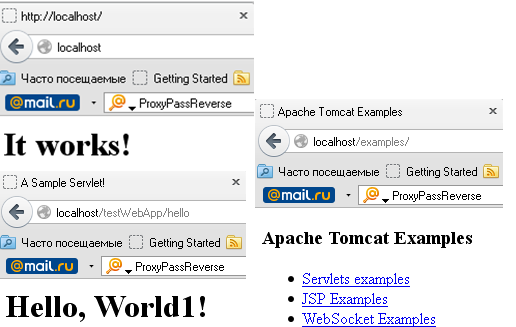 http://localhost/
localhost
Часто посещаемые Getting Started
@mail.ru ProxyPassReverse
It works!
A Sample Servlet!
localhost/testWebApp/hello
Часто посещаемые Getting Started
@mail.ru ProxyPassReverse
Hello, World1!
Apache Tomcat Examples
localhost/examples/
Часто посещаемые Getting Started
@mail.ru ProxyPassReverse
Apache Tomcat Examples
Servlets examples
JSP Examples
WebSocket Examples